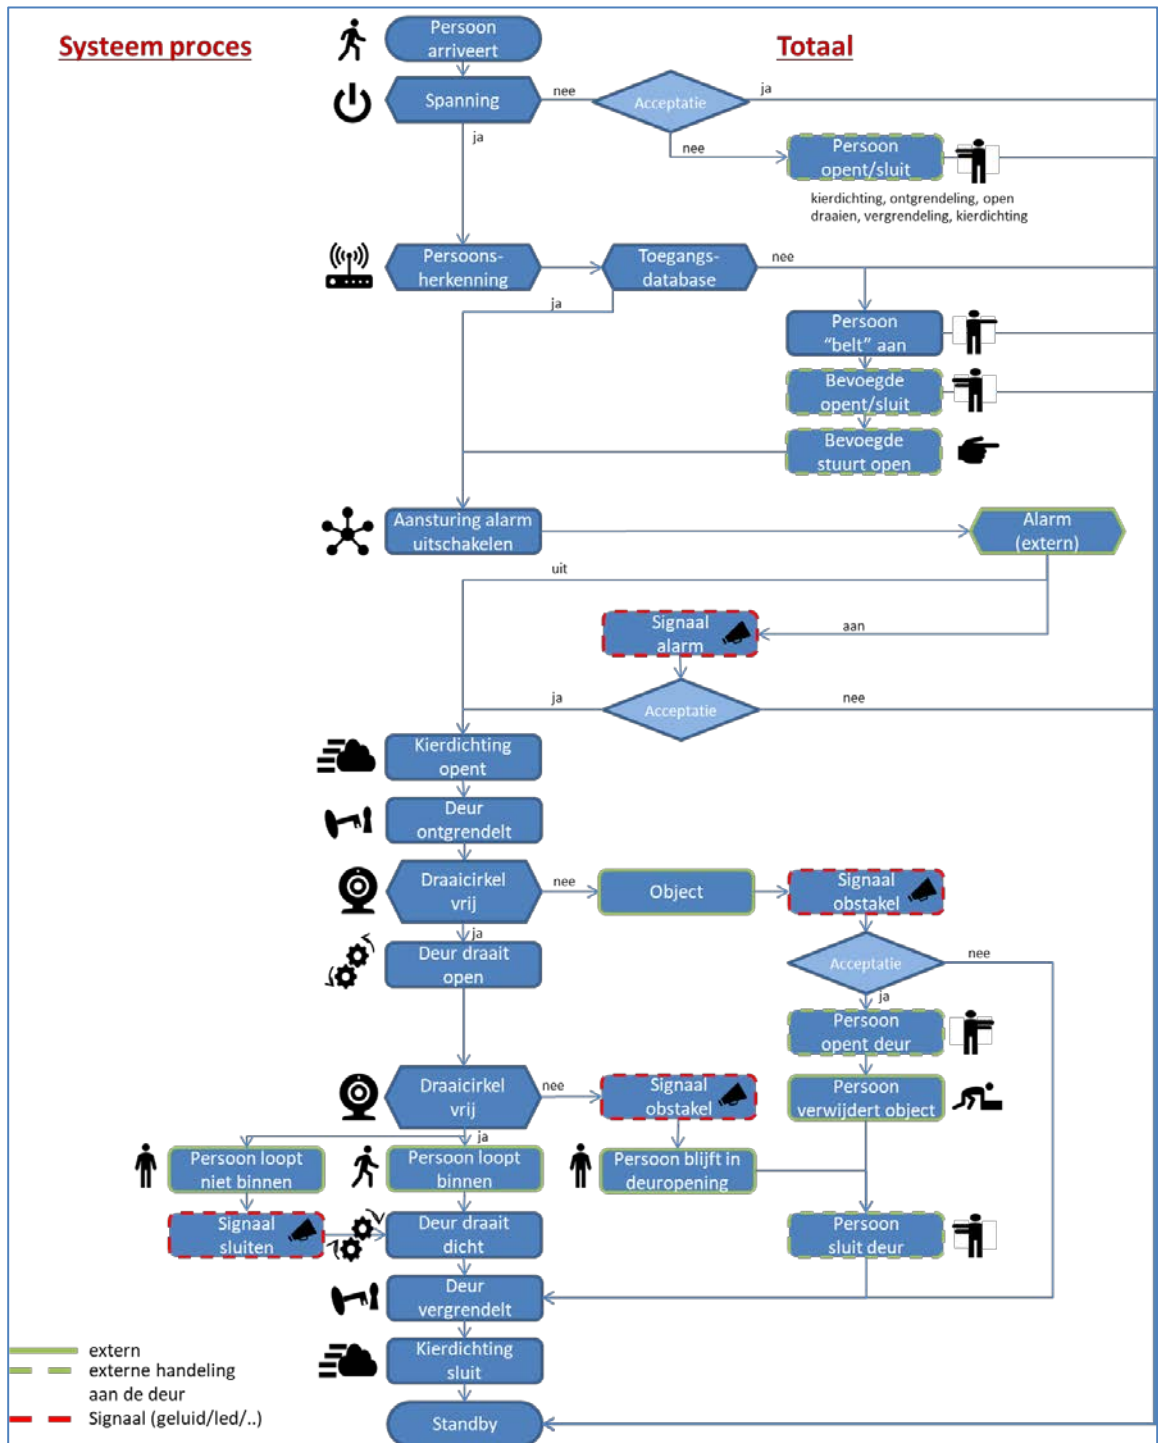 Systeem proces
Totaal
Persoon
arriveert
Spanning
nee
Acceptatie
ja
ja
nee
Persoon
opent/sluit
kierdichting, ontgrendeling, open
draaien, vergrendeling, kierdichting
Persoons-
herkenning
Toegangs-
database
nee
ja
Persoon
“belt” aan
Bevoegde
opent/sluit
Bevoegde
stuurt open
Aansturing alarm
uitschakelen
Alarm
(extern)
uit
aan
Signaal
alarm
ja
Acceptatie
nee
Kierdichting
opent
Deur
ontgrendelt
Draaicirkel
vrij
nee
Object
Signaal
obstakel
ja
Deur draait
open
Acceptatie
nee
ja
Persoon
opent deur
Draaicirkel
vrij
nee
Signaal
obstakel
Persoon
verwijdert object
ja
Persoon loopt
niet binnen
Persoon loopt
binnen
Persoon blijft in
deuropening
Signaal
sluiten
Deur draait
dicht
Persoon
sluit deur
Deur
vergrendelt
Kierdichting
sluit
Standby
extern
externe handeling
aan de deur
Signaal (geluid/led/..)